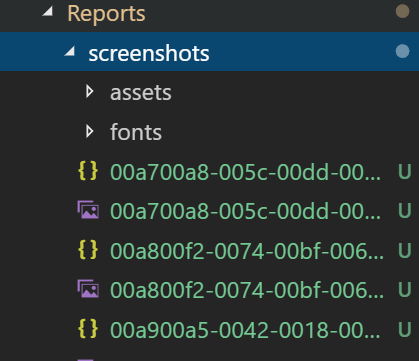 Reports
screenshots
assets
fonts
{} 00a700a8-005c-00dd-00... U
00a700a8-005c-00dd-00... U
{} 00a800f2-0074-00bf-006... U
00a800f2-0074-00bf-006... U
{} 00a900a5-0042-0018-00... U